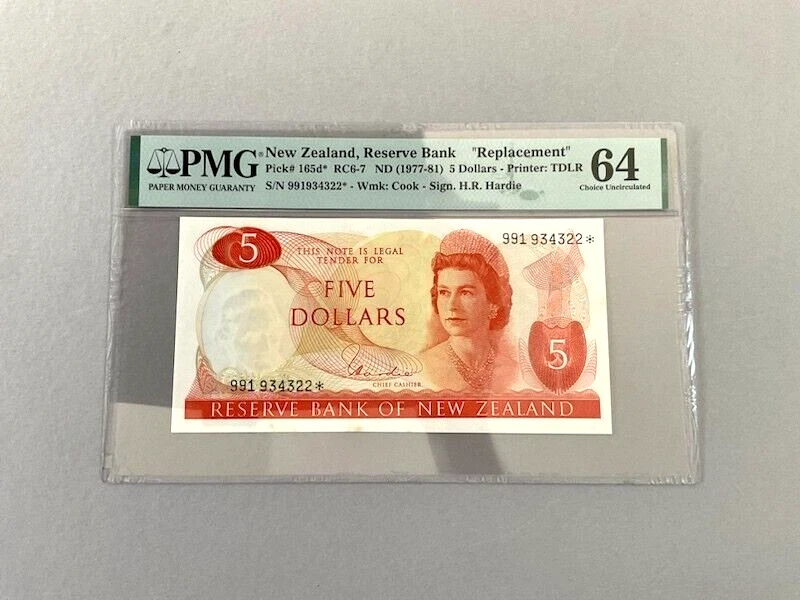 PMG
PAPER MONEY GUARANTY
New Zealand, Reserve Bank "Replacement"
Pick# 165d* RC6-7 ND (1977-81) 5 Dollars - Printer: TDLR
S/N 991934322* - Wmk: Cook - Sign. H.R. Hardie
64
Choice Uncirculated
5
THIS NOTE IS LEGAL
TENDER FOR
FIVE
DOLLARS
991 934322*
5
Hardie
CHIEF CASHIER
991 934322*
RESERVE BANK OF NEW ZEALAND